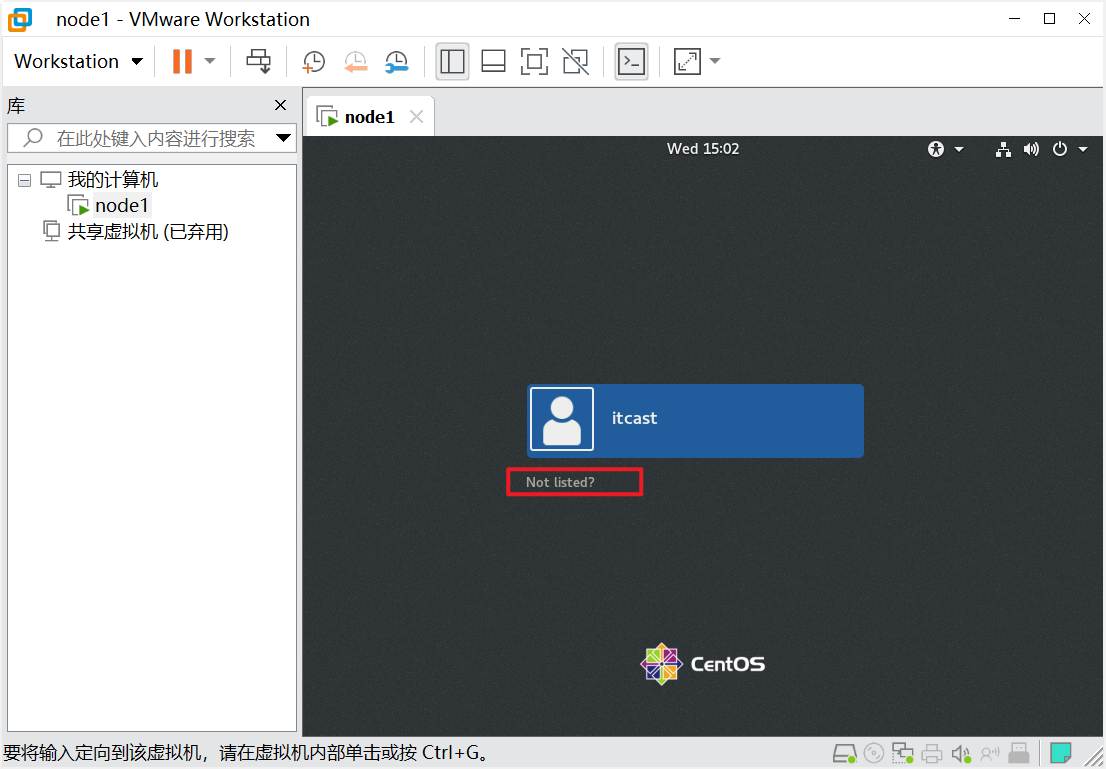 node1 - VMware Workstation
Workstation
库
node1
在此处键入内容进行搜索
Wed 15:02
我的计算机
node1
共享虚拟机 (已弃用)
itcast
Not listed?
CentOS
要将输入定向到该虚拟机，请在虚拟机内部单击或按 Ctrl+G。